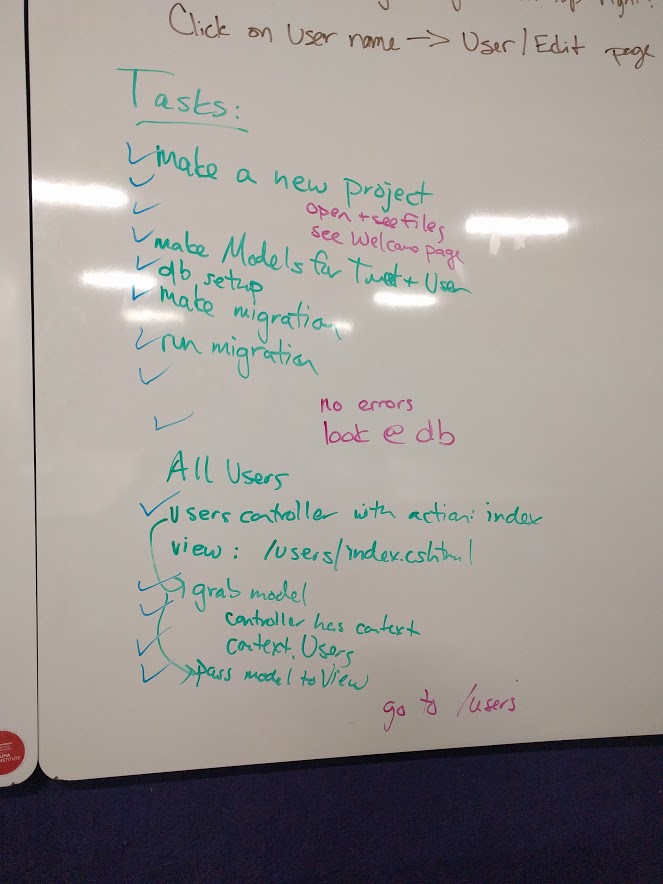 Click on User name → User/Edit page
Tasks:
make a new project
open + see files
see Welcome page
make Models for Tweet + User
db setup
make migration
run migration
no errors
look @ db
All Users
Users controller with action: index
view: /users/index.cshtml
grab model
controller has context
context.Users
Pass model to View
go to /users